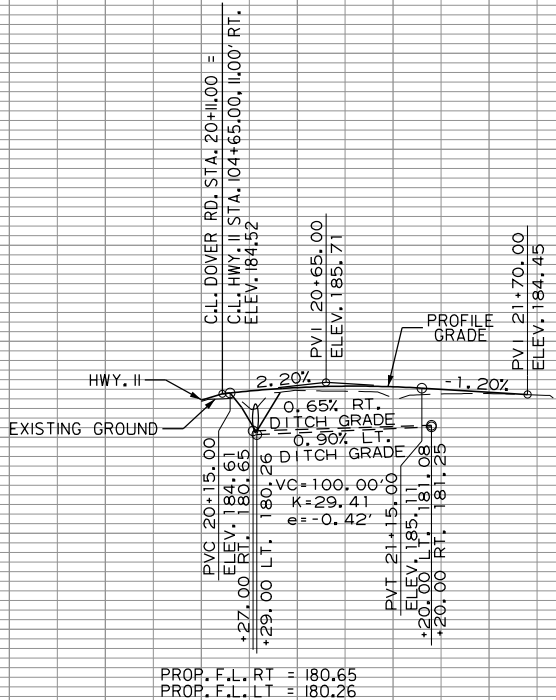 C.L. DOVER RD. STA. 20+11.00 =
C.L. HWY. 11 STA. 104+65.00, 11.00' RT.
ELEV. 184.52
PVI 20+65.00
ELEV. 185.71
PVI 21+70.00
ELEV. 184.45
PROFILE
GRADE
HWY. 11
2.20%
-1.20%
EXISTING GROUND
0.65% RT.
DITCH GRADE
0.90% LT.
DITCH GRADE
VC=100.00'
K=29.41
e=-0.42'
PVC 20+15.00
ELEV. 184.61
+27.00 RT. 180.65
+29.00 LT. 180.26
PVT 21+15.00
ELEV. 185.11
+20.00 LT. 181.08
+20.00 RT. 181.25
PROP. F.L. RT = 180.65
PROP. F.L. LT = 180.26